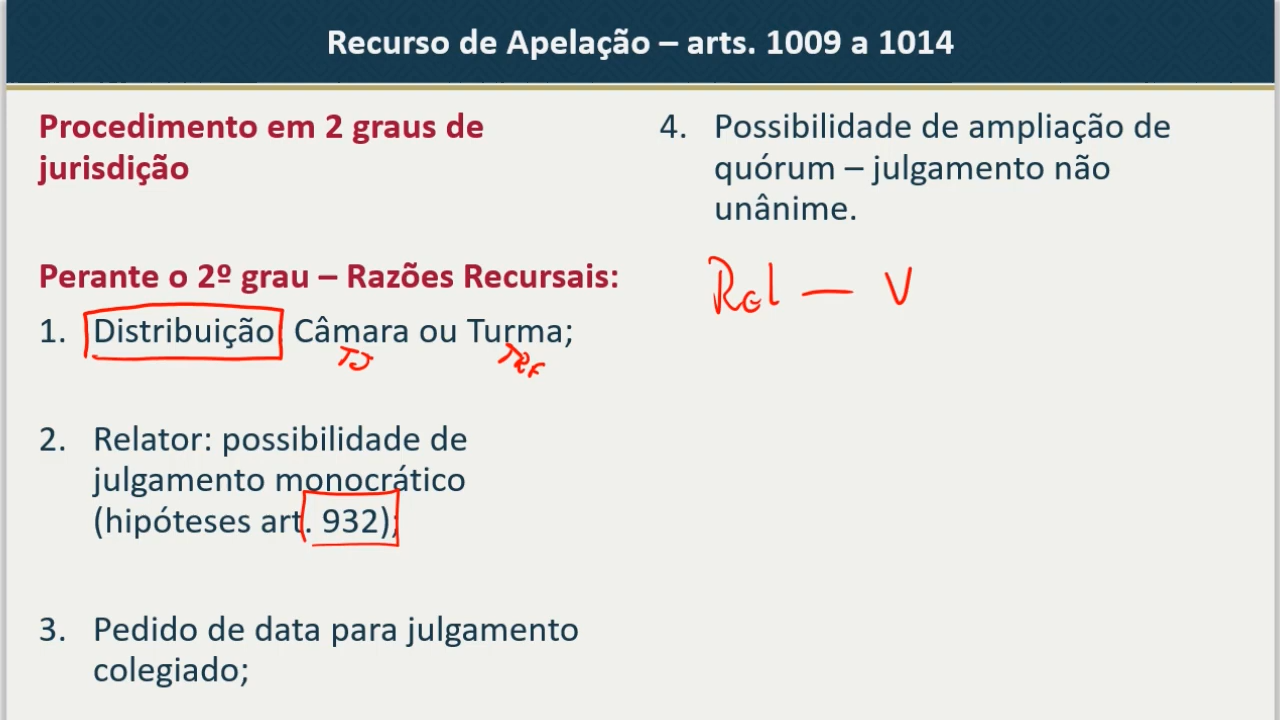 Recurso de Apelação – arts. 1009 a 1014
Procedimento em 2 graus de
jurisdição
Perante o 2º grau – Razões Recursais:
1. Distribuição Câmara ou Turma;
TJ TRF
2. Relator: possibilidade de
julgamento monocrático
(hipóteses art. 932);
3. Pedido de data para julgamento
colegiado;
4. Possibilidade de ampliação de
quórum – julgamento não
unânime.
Rel — V